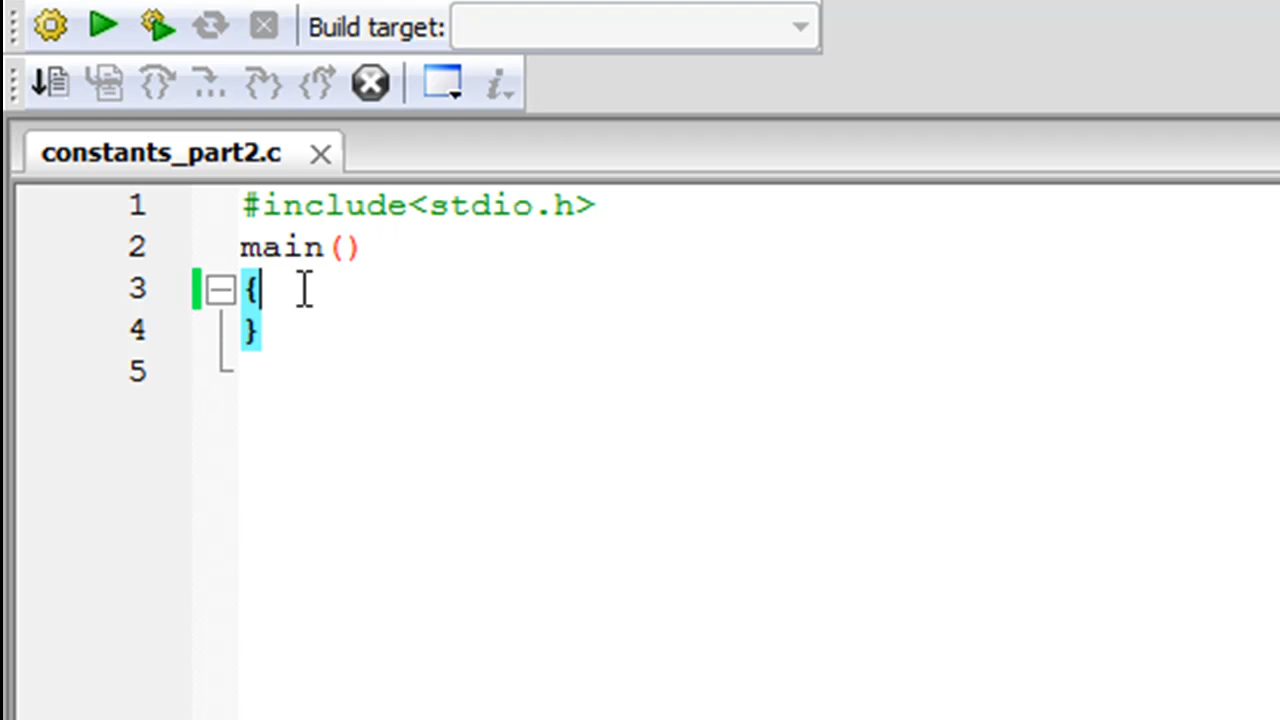 Build target:
constants_part2.c
1 #include<stdio.h>
2 main()
3 {
4 }
5